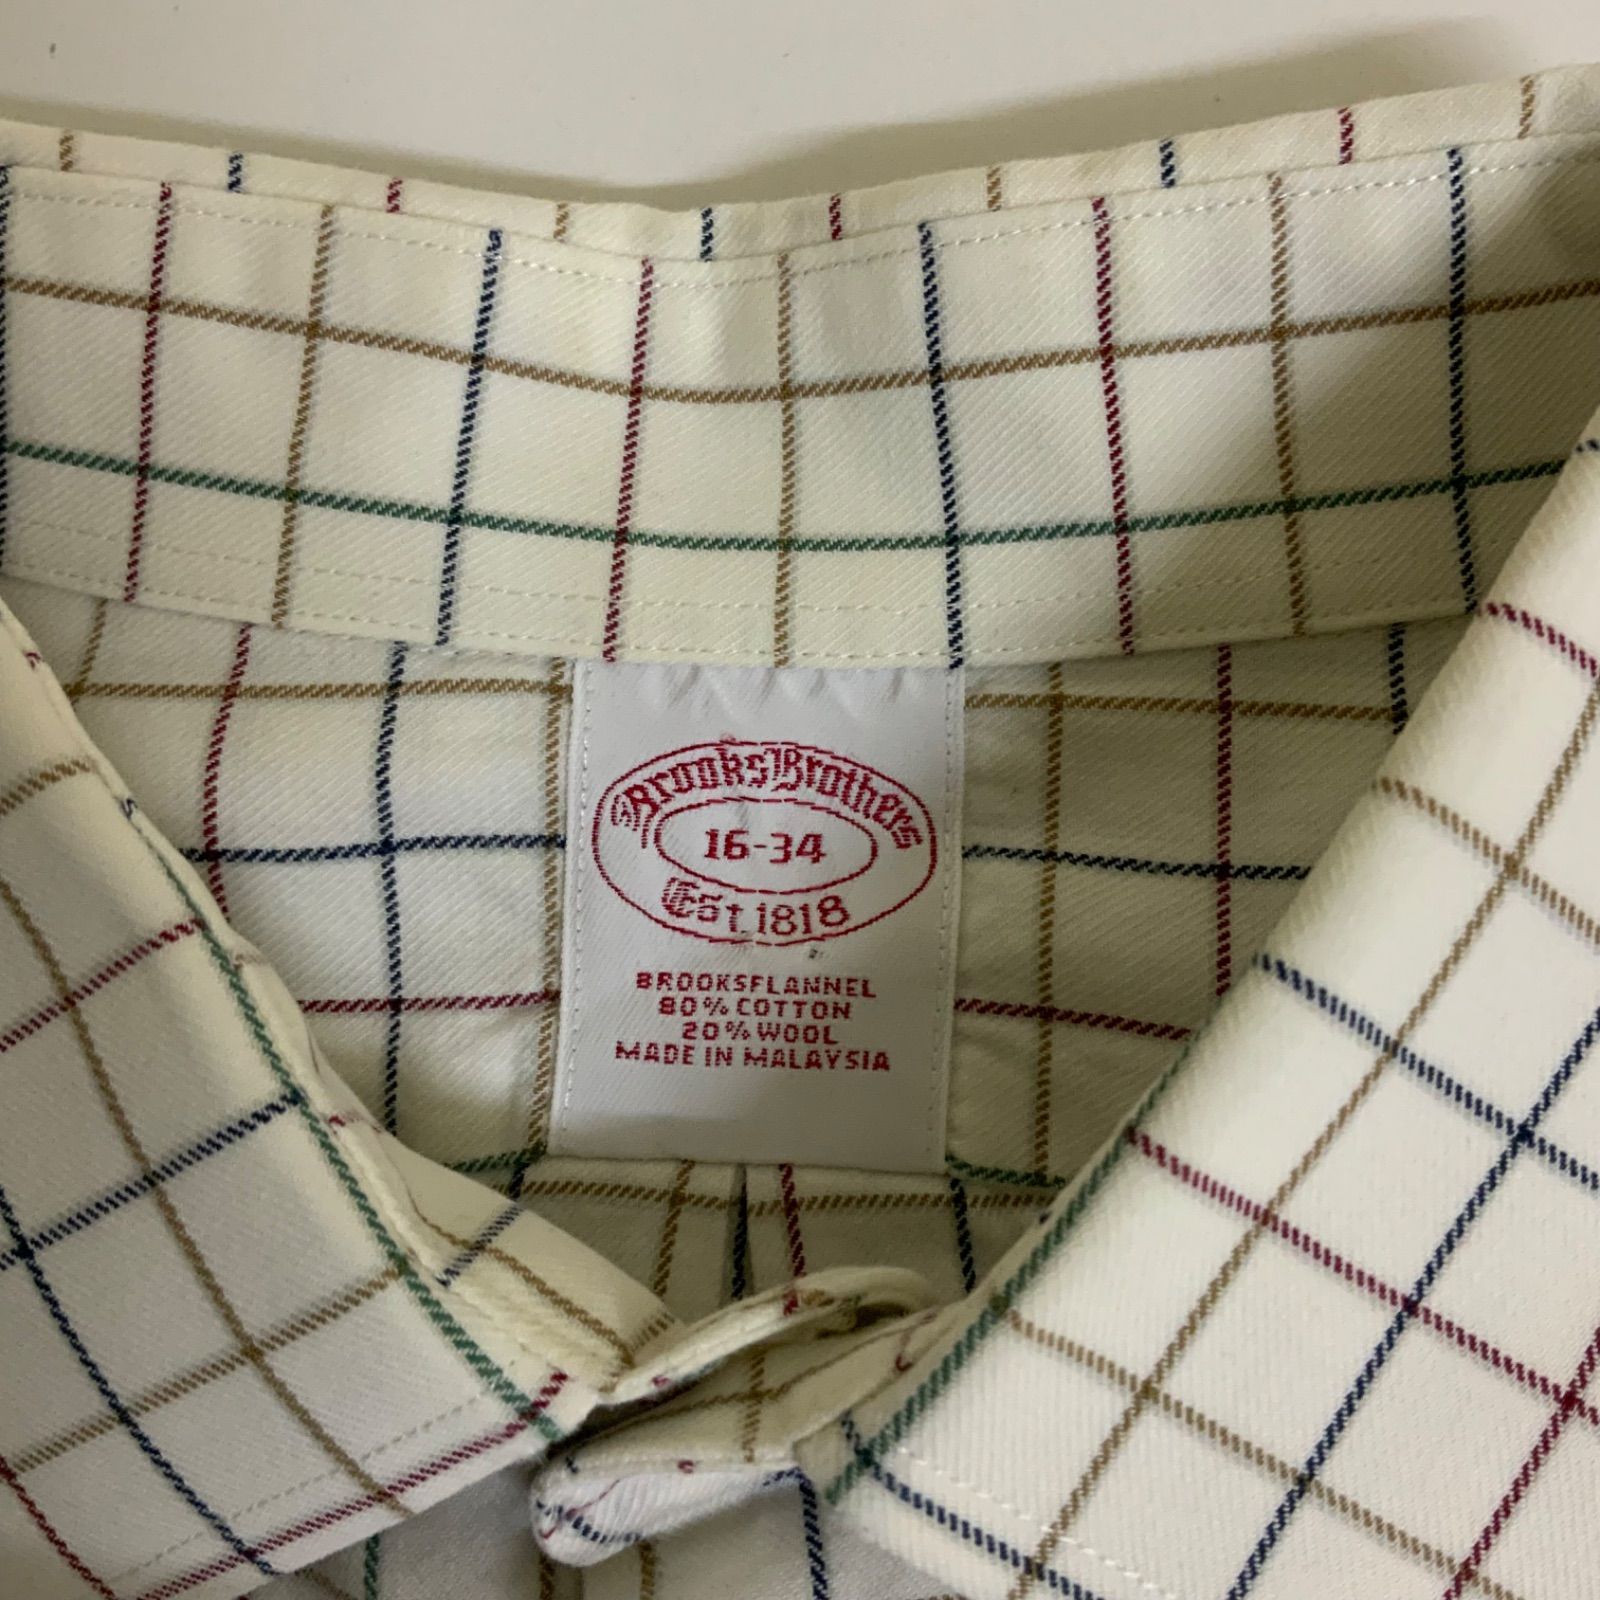 Brooks Brothers
16-34
Est. 1818
BROOKSFLANNEL
80% COTTON
20% WOOL
MADE IN MALAYSIA